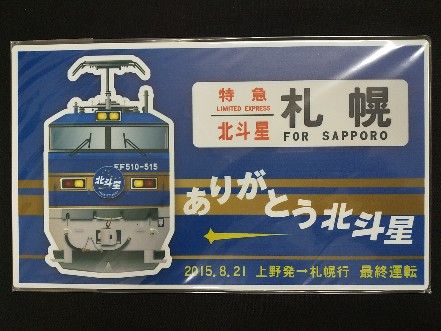 特急
LIMITED EXPRESS
北斗星
札幌
FOR SAPPORO
EF510-515
北斗星
ありがとう北斗星
2015.8.21 上野発→札幌行 最終運転